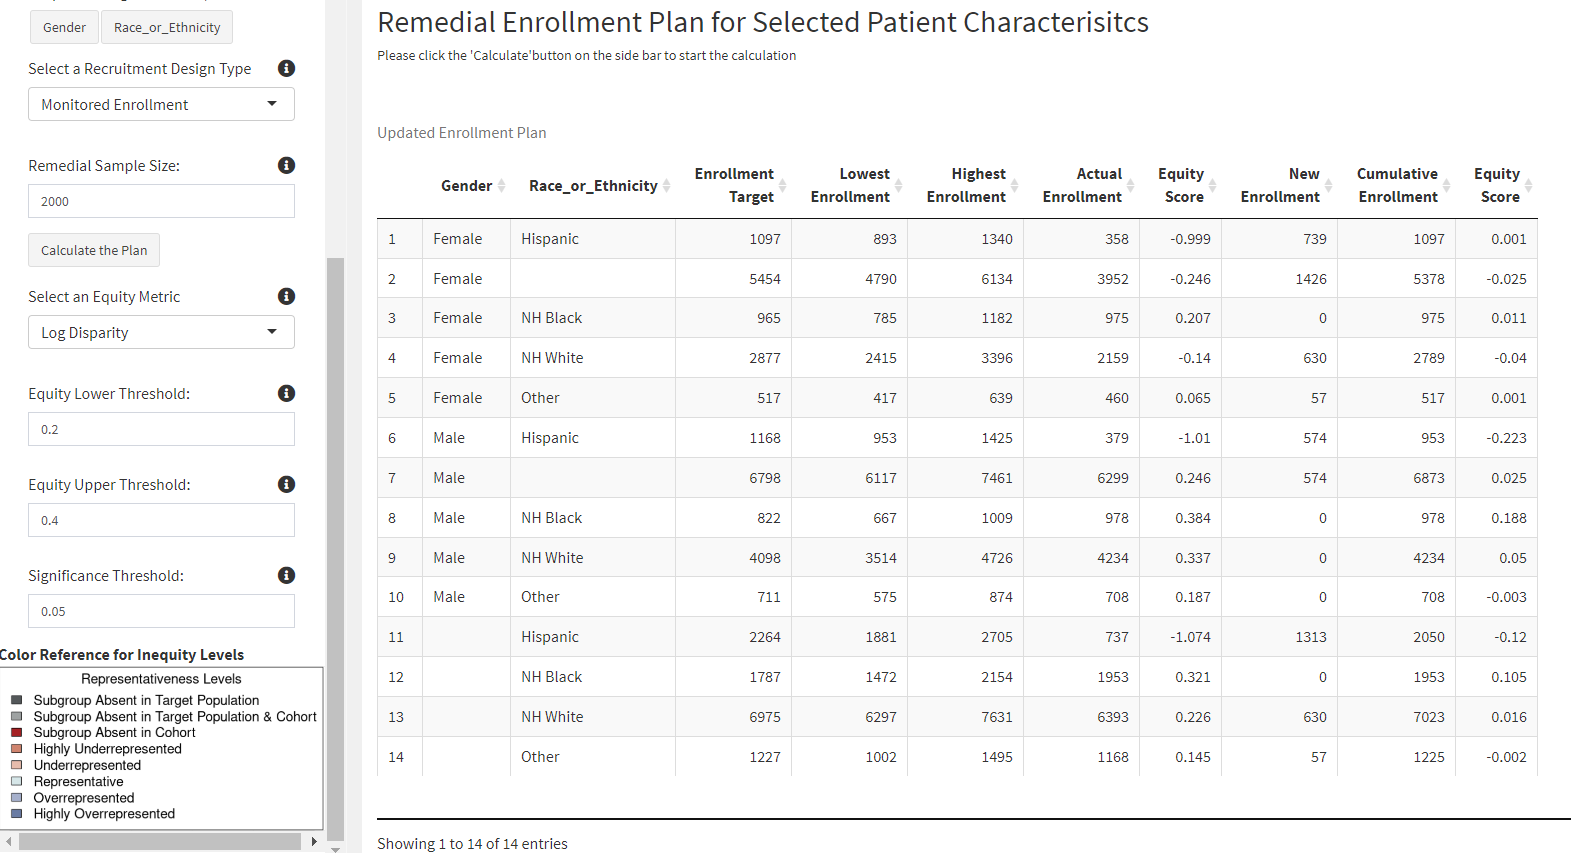 Gender Race_or_Ethnicity
Select a Recruitment Design Type
Monitored Enrollment
Remedial Sample Size:
2000
Calculate the Plan
Select an Equity Metric
Log Disparity
Equity Lower Threshold:
0.2
Equity Upper Threshold:
0.4
Significance Threshold:
0.05
Color Reference for Inequity Levels
Representativeness Levels
Subgroup Absent in Target Population
Subgroup Absent in Target Population & Cohort
Subgroup Absent in Cohort
Highly Underrepresented
Underrepresented
Representative
Overrepresented
Highly Overrepresented
Remedial Enrollment Plan for Selected Patient Characterisitcs
Please click the 'Calculate'button on the side bar to start the calculation
Updated Enrollment Plan
Gender Race_or_Ethnicity Enrollment Target Lowest Enrollment Highest Enrollment Actual Enrollment Equity Score New Enrollment Cumulative Enrollment Equity Score
1 Female Hispanic 1097 893 1340 358 -0.999 739 1097 0.001
2 Female 5454 4790 6134 3952 -0.246 1426 5378 -0.025
3 Female NH Black 965 785 1182 975 0.207 0 975 0.011
4 Female NH White 2877 2415 3396 2159 -0.14 630 2789 -0.04
5 Female Other 517 417 639 460 0.065 57 517 0.001
6 Male Hispanic 1168 953 1425 379 -1.01 574 953 -0.223
7 Male 6798 6117 7461 6299 0.246 574 6873 0.025
8 Male NH Black 822 667 1009 978 0.384 0 978 0.188
9 Male NH White 4098 3514 4726 4234 0.337 0 4234 0.05
10 Male Other 711 575 874 708 0.187 0 708 -0.003
11 Hispanic 2264 1881 2705 737 -1.074 1313 2050 -0.12
12 NH Black 1787 1472 2154 1953 0.321 0 1953 0.105
13 NH White 6975 6297 7631 6393 0.226 630 7023 0.016
14 Other 1227 1002 1495 1168 0.145 57 1225 -0.002
Showing 1 to 14 of 14 entries